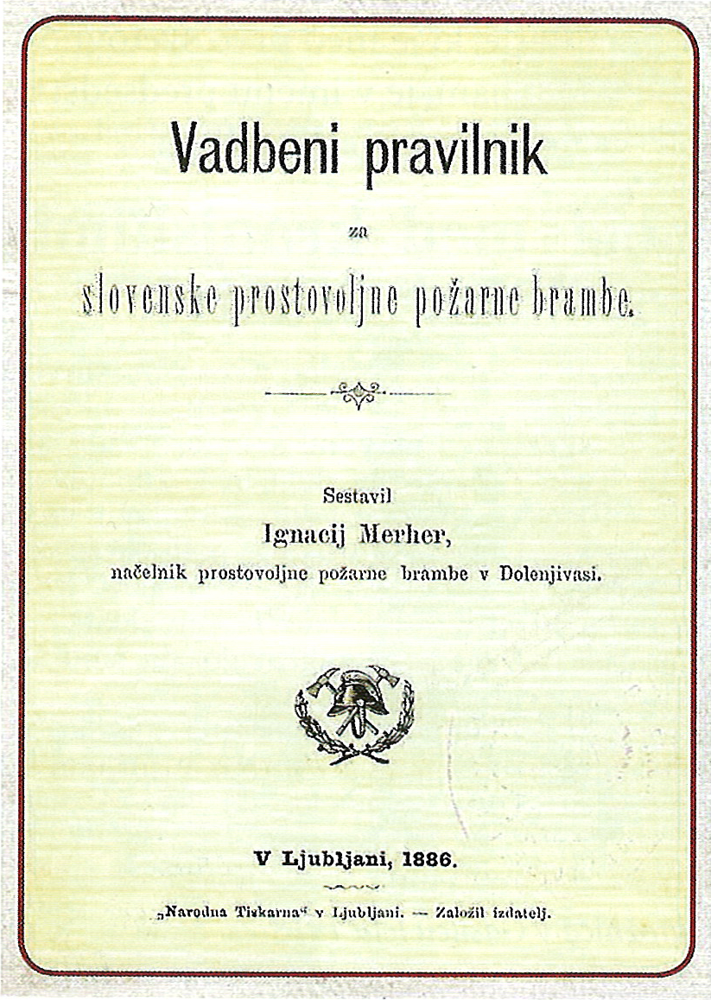 Vadbeni pravilnik
za
slovenske prostovoljne požarne brambe.
Sestavil
Ignacij Merher,
načelnik prostovoljne požarne brambe v Dolenjivasi.
V Ljubljani, 1886.
„Narodna Tiskarna“ v Ljubljani. — Založil izdatelj.